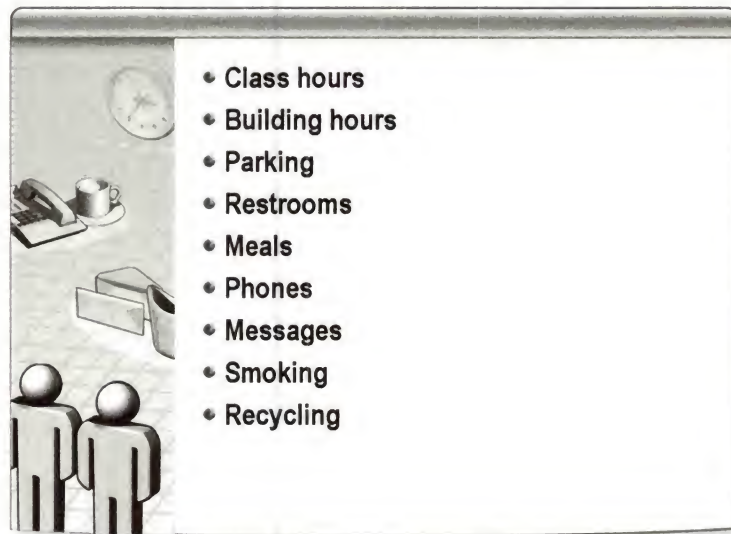 Class hours
Building hours
Parking
Restrooms
Meals
Phones
Messages
Smoking
Recycling